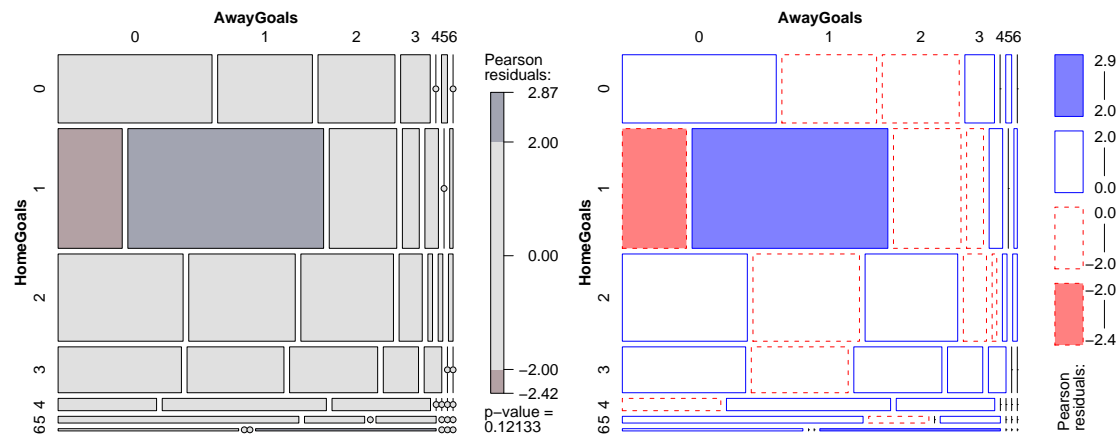 AwayGoals
0 1 2 3 456
HomeGoals
0
1
2
3
4
65
Pearson
residuals:
2.87
2.00
0.00
−2.00
−2.42
p-value =
0.12133
AwayGoals
0 1 2 3 456
HomeGoals
0
1
2
3
4
65
2.9
2.0
2.0
0.0
0.0
−2.0
−2.0
−2.4
Pearson
residuals: